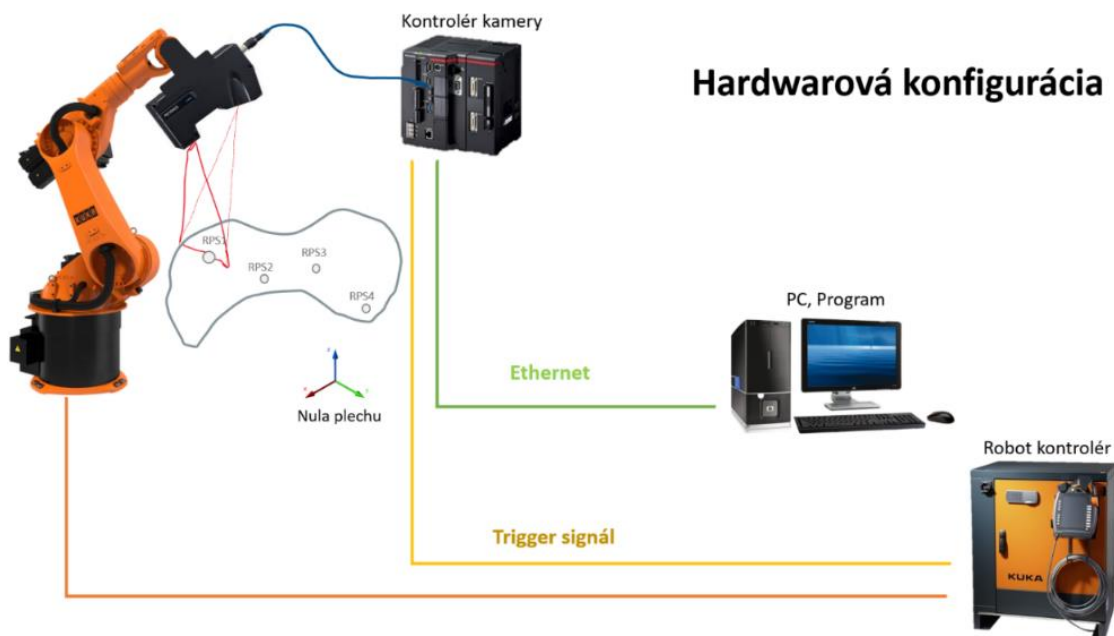 Kontrolér kamery
Hardwarová konfigurácia
RPS1
RPS2
RPS3
RPS4
Nula plechu
PC, Program
Ethernet
Robot kontrolér
Trigger signál
KUKA